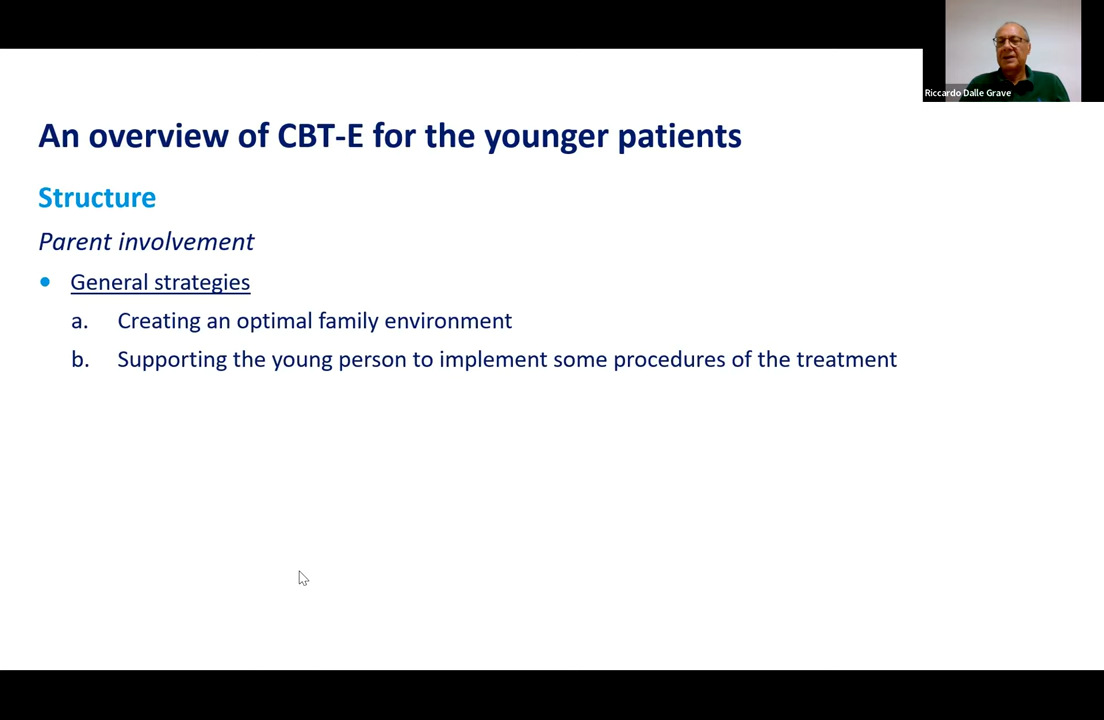 Riccardo Dalle Grave
An overview of CBT-E for the younger patients
Structure
Parent involvement
• General strategies
a. Creating an optimal family environment
b. Supporting the young person to implement some procedures of the treatment